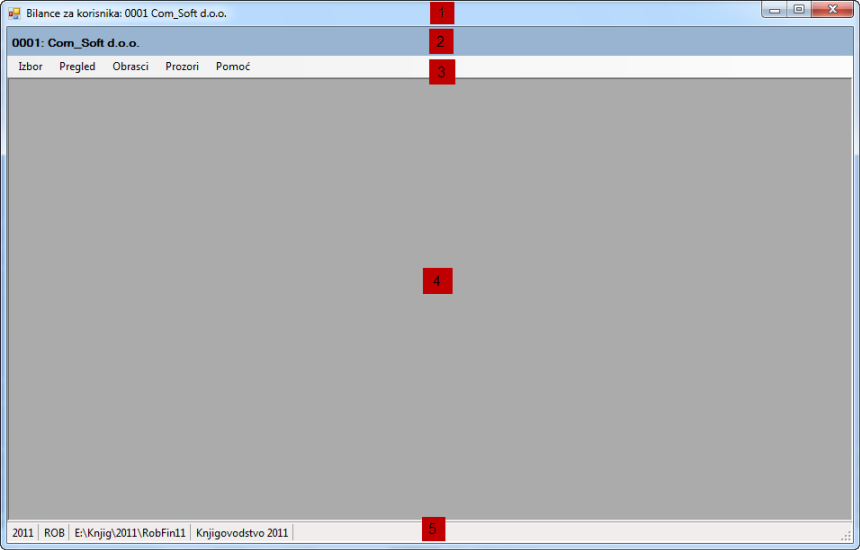 Bilance za korisnika: 0001 Com_Soft d.o.o. 1
0001: Com_Soft d.o.o. 2
Izbor Pregled Obrasci Prozori Pomoć 3
4
2011 ROB E:\Knjig\2011\RobFin11 Knjigovodstvo 2011 5